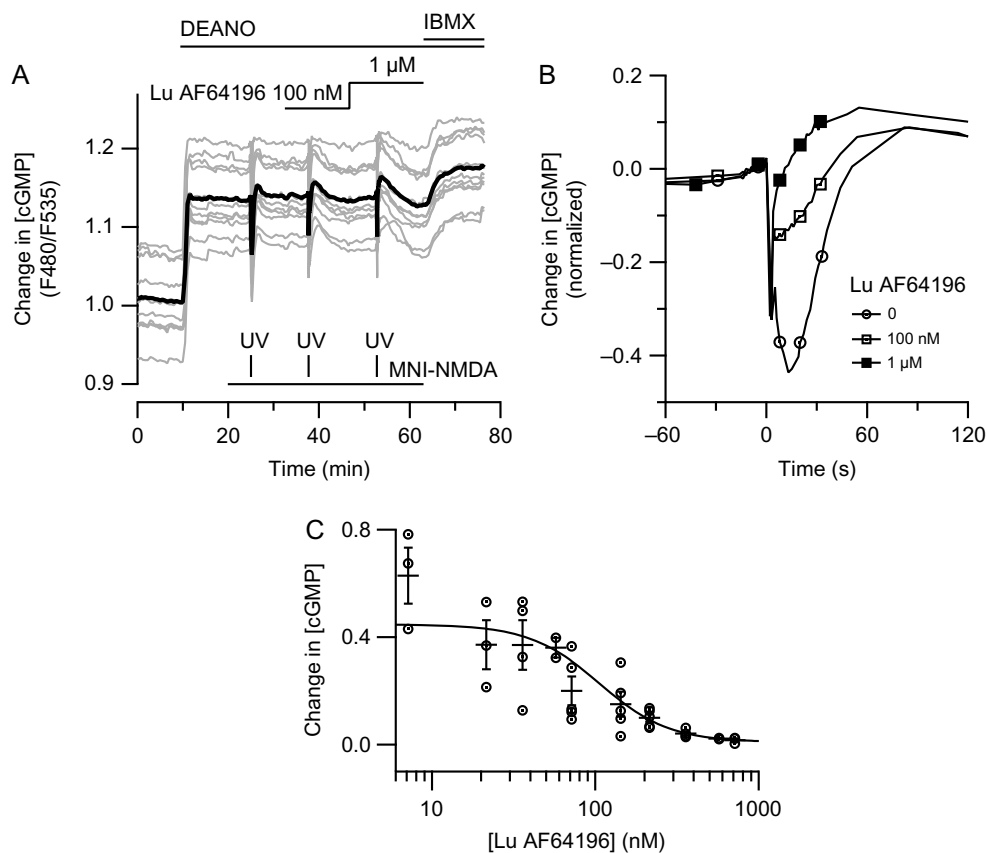 IBMX
DEANO
A
1 µM
Lu AF64196 100 nM
Change in [cGMP]
(F480/F535)
1.2
1.1
1.0
0.9
UV UV UV
MNI-NMDA
0 20 40 60 80
Time (min)
B
Change in [cGMP]
(normalized)
0.2
0.0
–0.2
–0.4
Lu AF64196
0
100 nM
1 µM
–60 0 60 120
Time (s)
C
Change in [cGMP]
0.8
0.4
0.0
10 100 1000
[Lu AF64196] (nM)